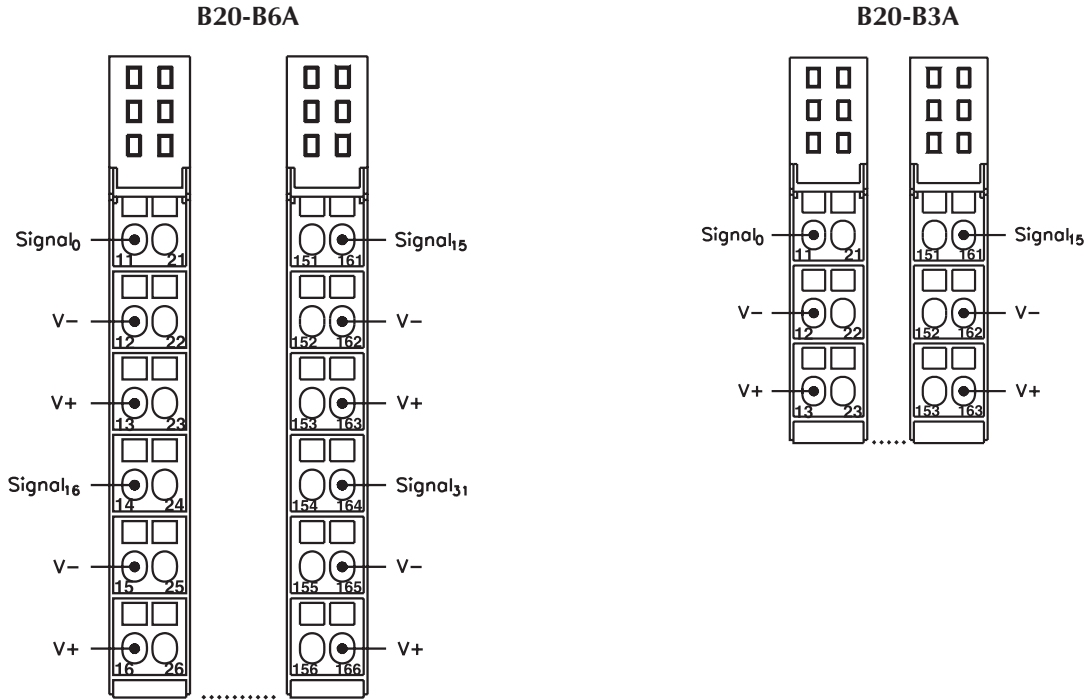 B20-B6A
B20-B3A
Signal₀ 11 21 151 161 Signal₁₅
V− 12 22 152 162 V−
V+ 13 23 153 163 V+
Signal₁₆ 14 24 154 164 Signal₃₁
V− 15 25 155 165 V−
V+ 16 26 156 166 V+
Signal₀ 11 21 151 161 Signal₁₅
V− 12 22 152 162 V−
V+ 13 23 153 163 V+